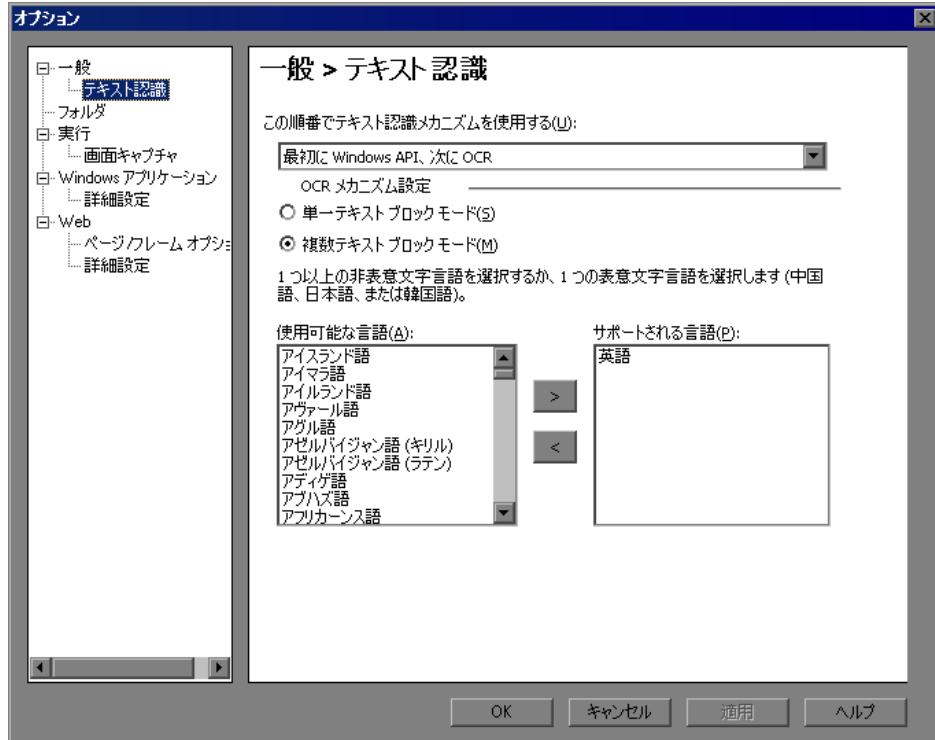 オプション
一般
テキスト認識
フォルダ
実行
画面キャプチャ
Windows アプリケーション
詳細設定
Web
ページ/フレーム オプショ
詳細設定
一般 > テキスト認識
この順番でテキスト認識メカニズムを使用する(U):
最初に Windows API、次に OCR
OCR メカニズム設定
単一テキスト ブロック モード(S)
複数テキスト ブロック モード(M)
1 つ以上の非表意文字言語を選択するか、1 つの表意文字言語を選択します (中国
語、日本語、または韓国語)。
使用可能な言語(A):
アイスランド語
アイマラ語
アイルランド語
アヴァール語
アグル語
アゼルバイジャン語 (キリル)
アゼルバイジャン語 (ラテン)
アディゲ語
アブハズ語
アフリカーンス語
>
<
サポートされる言語(P):
英語
OK
キャンセル
適用
ヘルプ